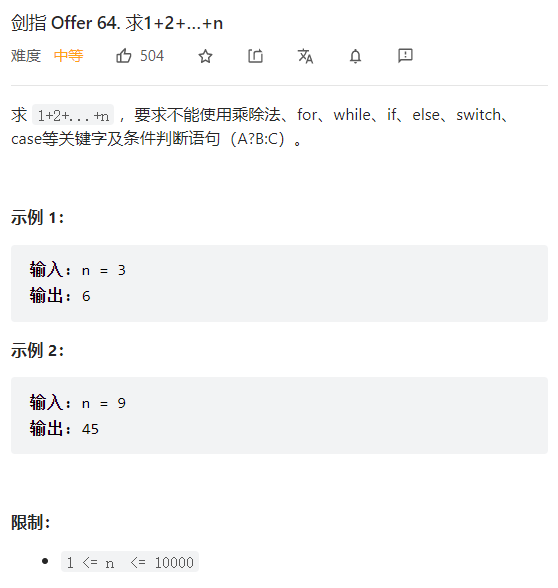 剑指 Offer 64. 求1+2+…+n
难度 中等 504
求 1+2+...+n ，要求不能使用乘除法、for、while、if、else、switch、
case等关键字及条件判断语句（A?B:C）。
示例 1：
输入：n = 3
输出：6
示例 2：
输入：n = 9
输出：45
限制：
1 <= n  <= 10000